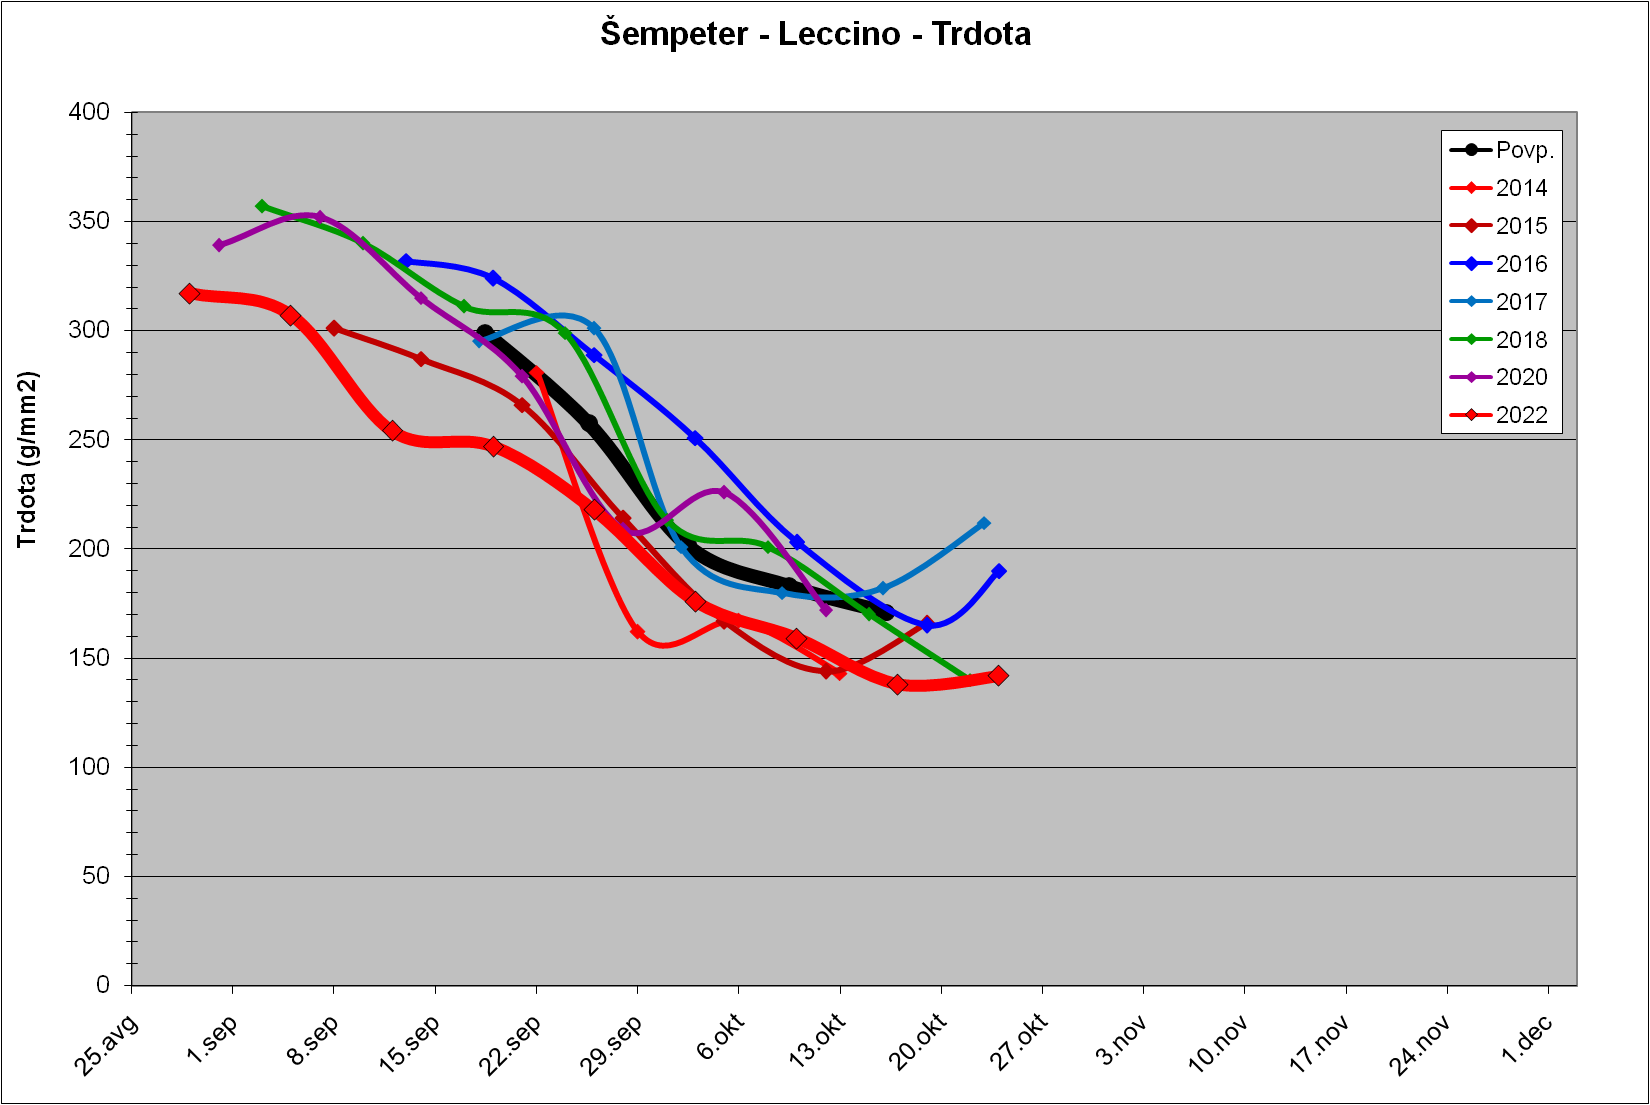 Šempeter - Leccino - Trdota
Trdota (g/mm2)
400
350
300
250
200
150
100
50
0
25.avg
1.sep
8.sep
15.sep
22.sep
29.sep
6.okt
13.okt
20.okt
27.okt
3.nov
10.nov
17.nov
24.nov
1.dec
Povp.
2014
2015
2016
2017
2018
2020
2022